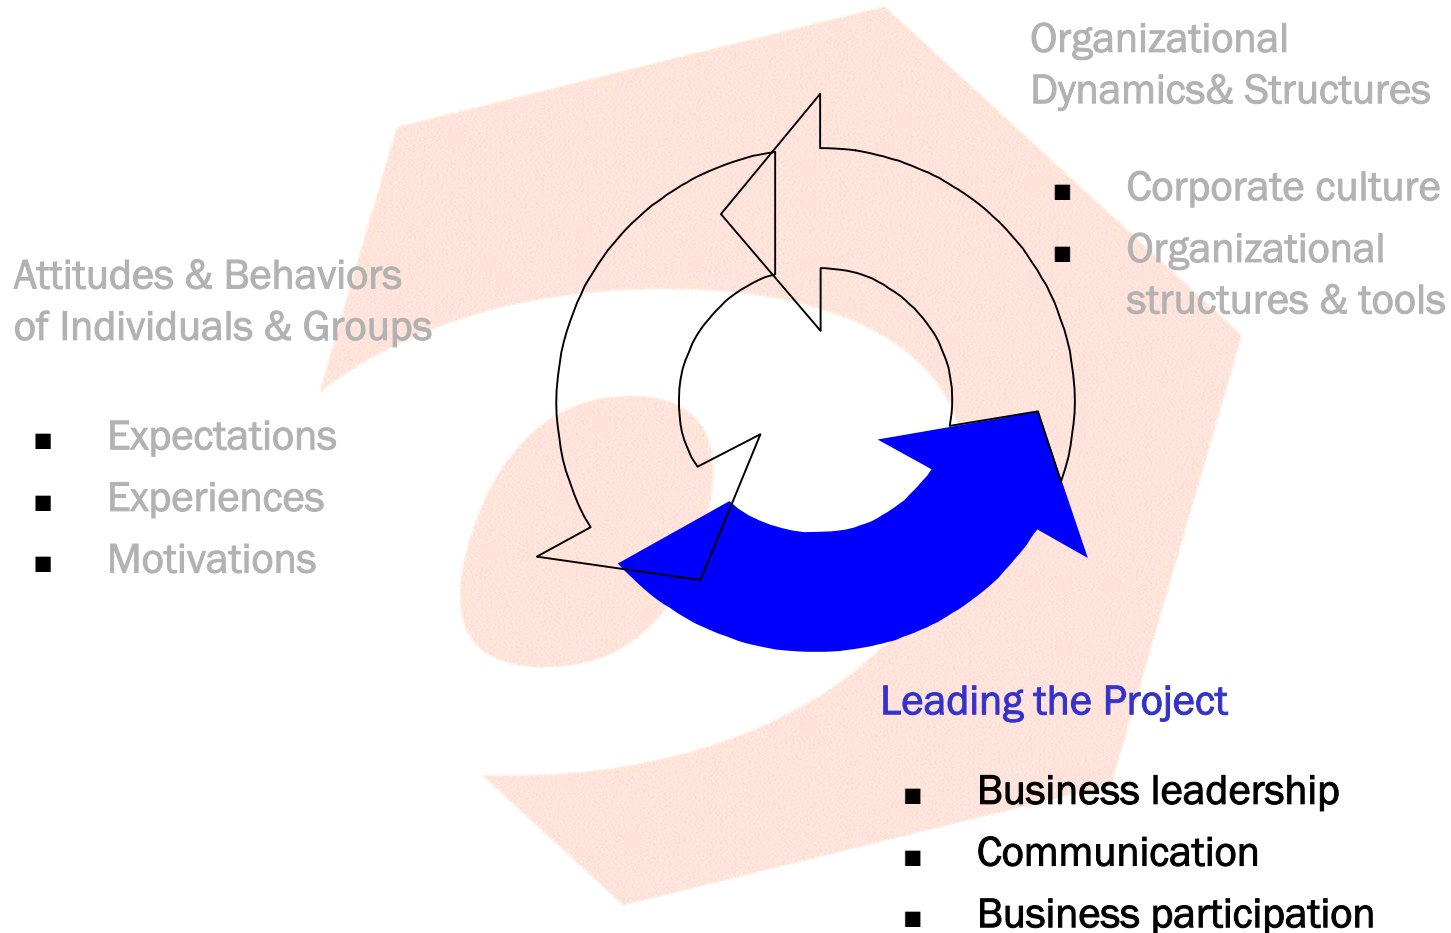 Organizational
Dynamics& Structures
■ Corporate culture
■ Organizational
structures & tools
Attitudes & Behaviors
of Individuals & Groups
■ Expectations
■ Experiences
■ Motivations
Leading the Project
■ Business leadership
■ Communication
■ Business participation